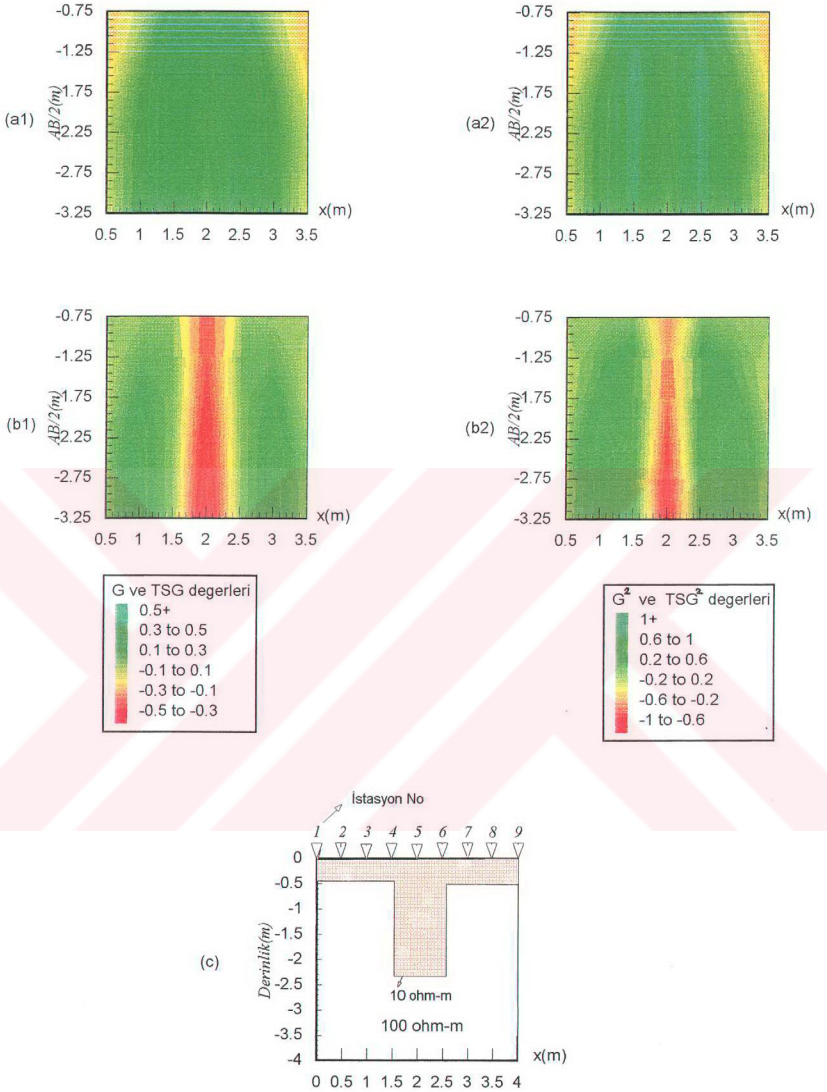 -0.75
-1.25
-1.75
-2.25
-2.75
-3.25
AB/2(m)
(a1)
x(m)
0.5 1 1.5 2 2.5 3 3.5
-0.75
-1.25
-1.75
-2.25
-2.75
-3.25
AB/2(m)
(a2)
x(m)
0.5 1 1.5 2 2.5 3 3.5
-0.75
-1.25
-1.75
-2.25
-2.75
-3.25
AB/2(m)
(b1)
x(m)
0.5 1 1.5 2 2.5 3 3.5
-0.75
-1.25
-1.75
-2.25
-2.75
-3.25
AB/2(m)
(b2)
x(m)
0.5 1 1.5 2 2.5 3 3.5
G ve TSG degerleri
0.5+
0.3 to 0.5
0.1 to 0.3
-0.1 to 0.1
-0.3 to -0.1
-0.5 to -0.3
G² ve TSG² degerleri
1+
0.6 to 1
0.2 to 0.6
-0.2 to 0.2
-0.6 to -0.2
-1 to -0.6
İstasyon No
1 2 3 4 5 6 7 8 9
0
-0.5
-1
-1.5
-2
-2.5
-3
-3.5
-4
Derinlik(m)
(c)
10 ohm-m
100 ohm-m
x(m)
0 0.5 1 1.5 2 2.5 3 3.5 4